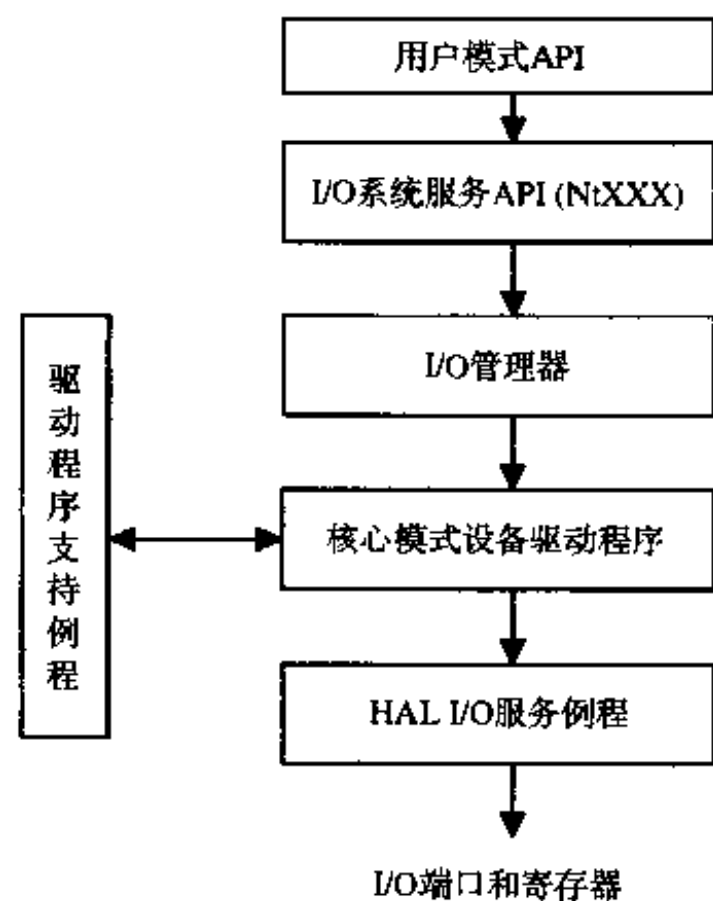 用户模式API
I/O系统服务API (NtXXX)
I/O管理器
驱动程序支持例程
核心模式设备驱动程序
HAL I/O服务例程
I/O端口和寄存器